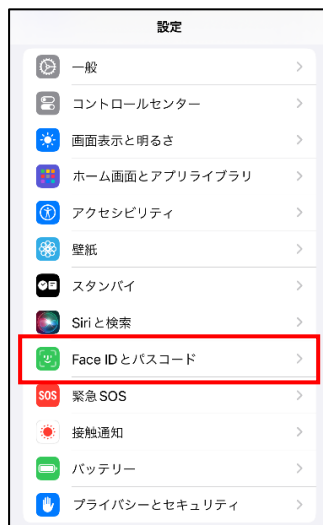 設定
一般
コントロールセンター
画面表示と明るさ
ホーム画面とアプリライブラリ
アクセシビリティ
壁紙
スタンバイ
Siriと検索
Face IDとパスコード
SOS 緊急SOS
接触通知
バッテリー
プライバシーとセキュリティ